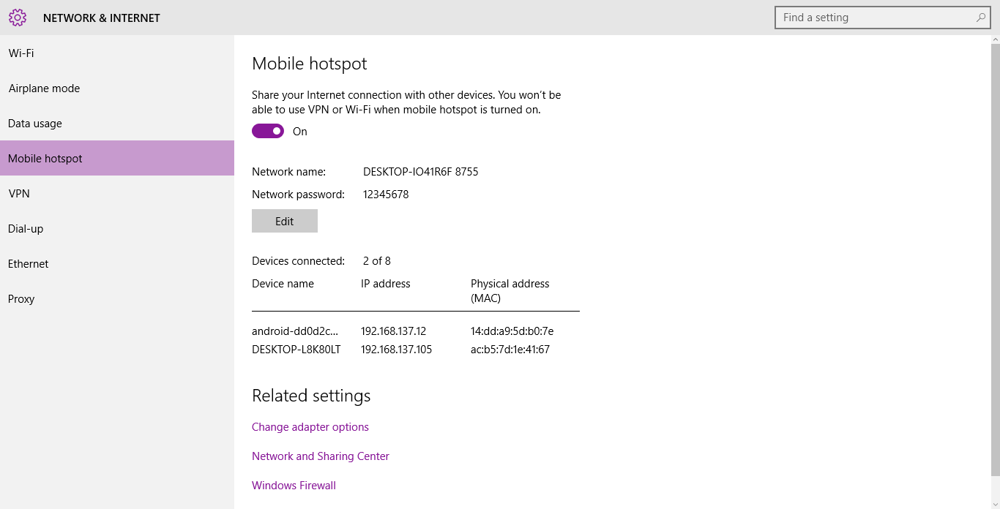 NETWORK & INTERNET
Find a setting
Wi-Fi
Airplane mode
Data usage
Mobile hotspot
VPN
Dial-up
Ethernet
Proxy
Mobile hotspot
Share your Internet connection with other devices. You won't be
able to use VPN or Wi-Fi when mobile hotspot is turned on.
On
Network name: DESKTOP-IO41R6F 8755
Network password: 12345678
Edit
Devices connected: 2 of 8
Device name IP address Physical address
(MAC)
android-dd0d2c... 192.168.137.12 14:dd:a9:5d:b0:7e
DESKTOP-L8K80LT 192.168.137.105 ac:b5:7d:1e:41:67
Related settings
Change adapter options
Network and Sharing Center
Windows Firewall